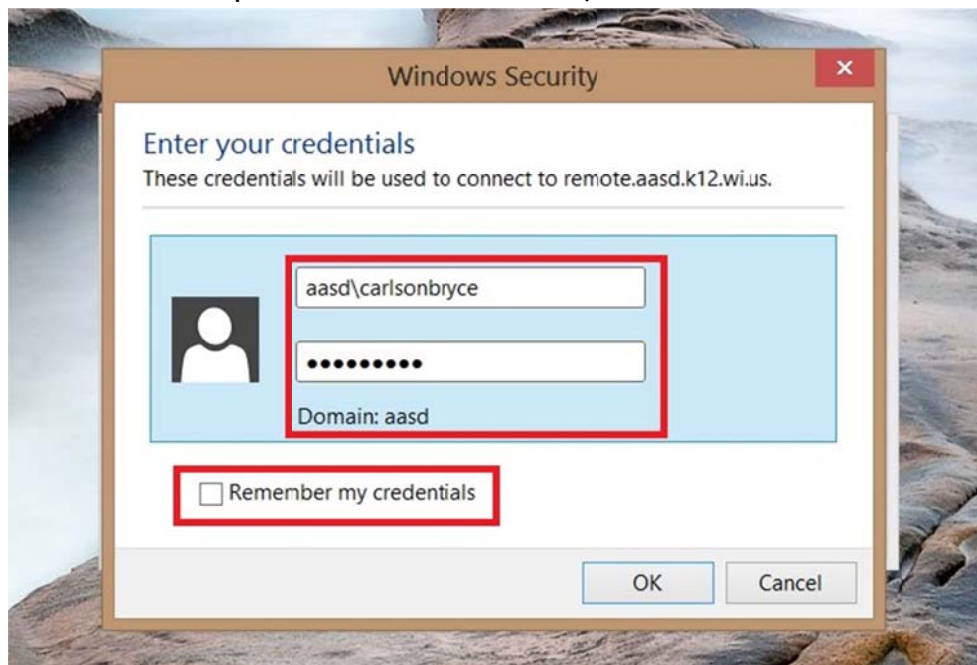 Windows Security
Enter your credentials
These credentials will be used to connect to remote.aasd.k12.wi.us.
aasd\carlsonbryce
•••••••••
Domain: aasd
Remember my credentials
OK
Cancel